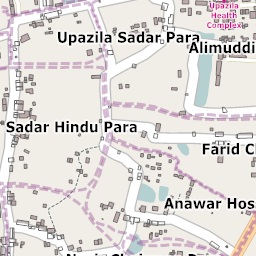 Upazila
Health
Complex
Upazila Sadar Para
Alimuddi
Sadar Hindu Para
Farid C
Anawar Hos